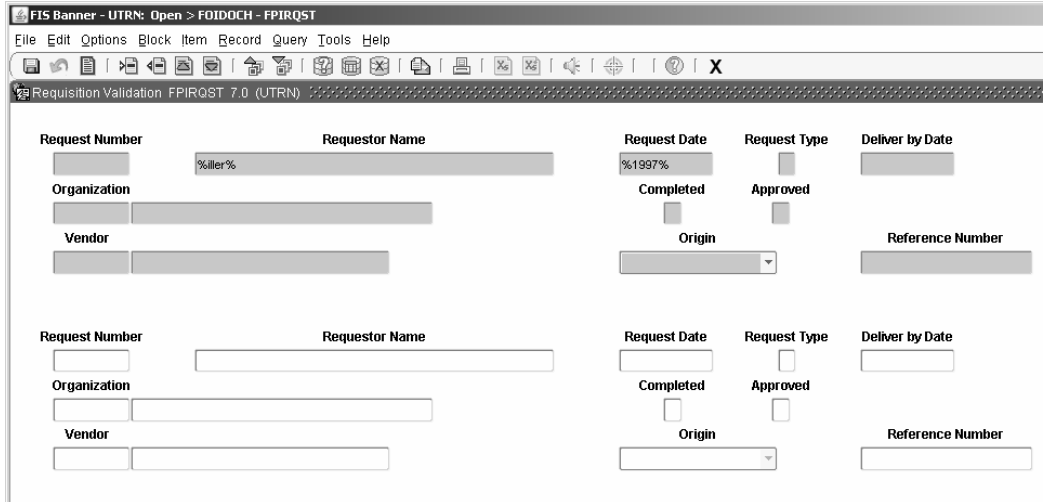 FIS Banner - UTRN: Open > FOIDOCH - FPIRQST
File Edit Options Block Item Record Query Tools Help
X
Requisition Validation FPIRQST 7.0 (UTRN)
Request Number Requestor Name Request Date Request Type Deliver by Date
%iller% %1997%
Organization Completed Approved
Vendor Origin Reference Number
Request Number Requestor Name Request Date Request Type Deliver by Date
Organization Completed Approved
Vendor Origin Reference Number